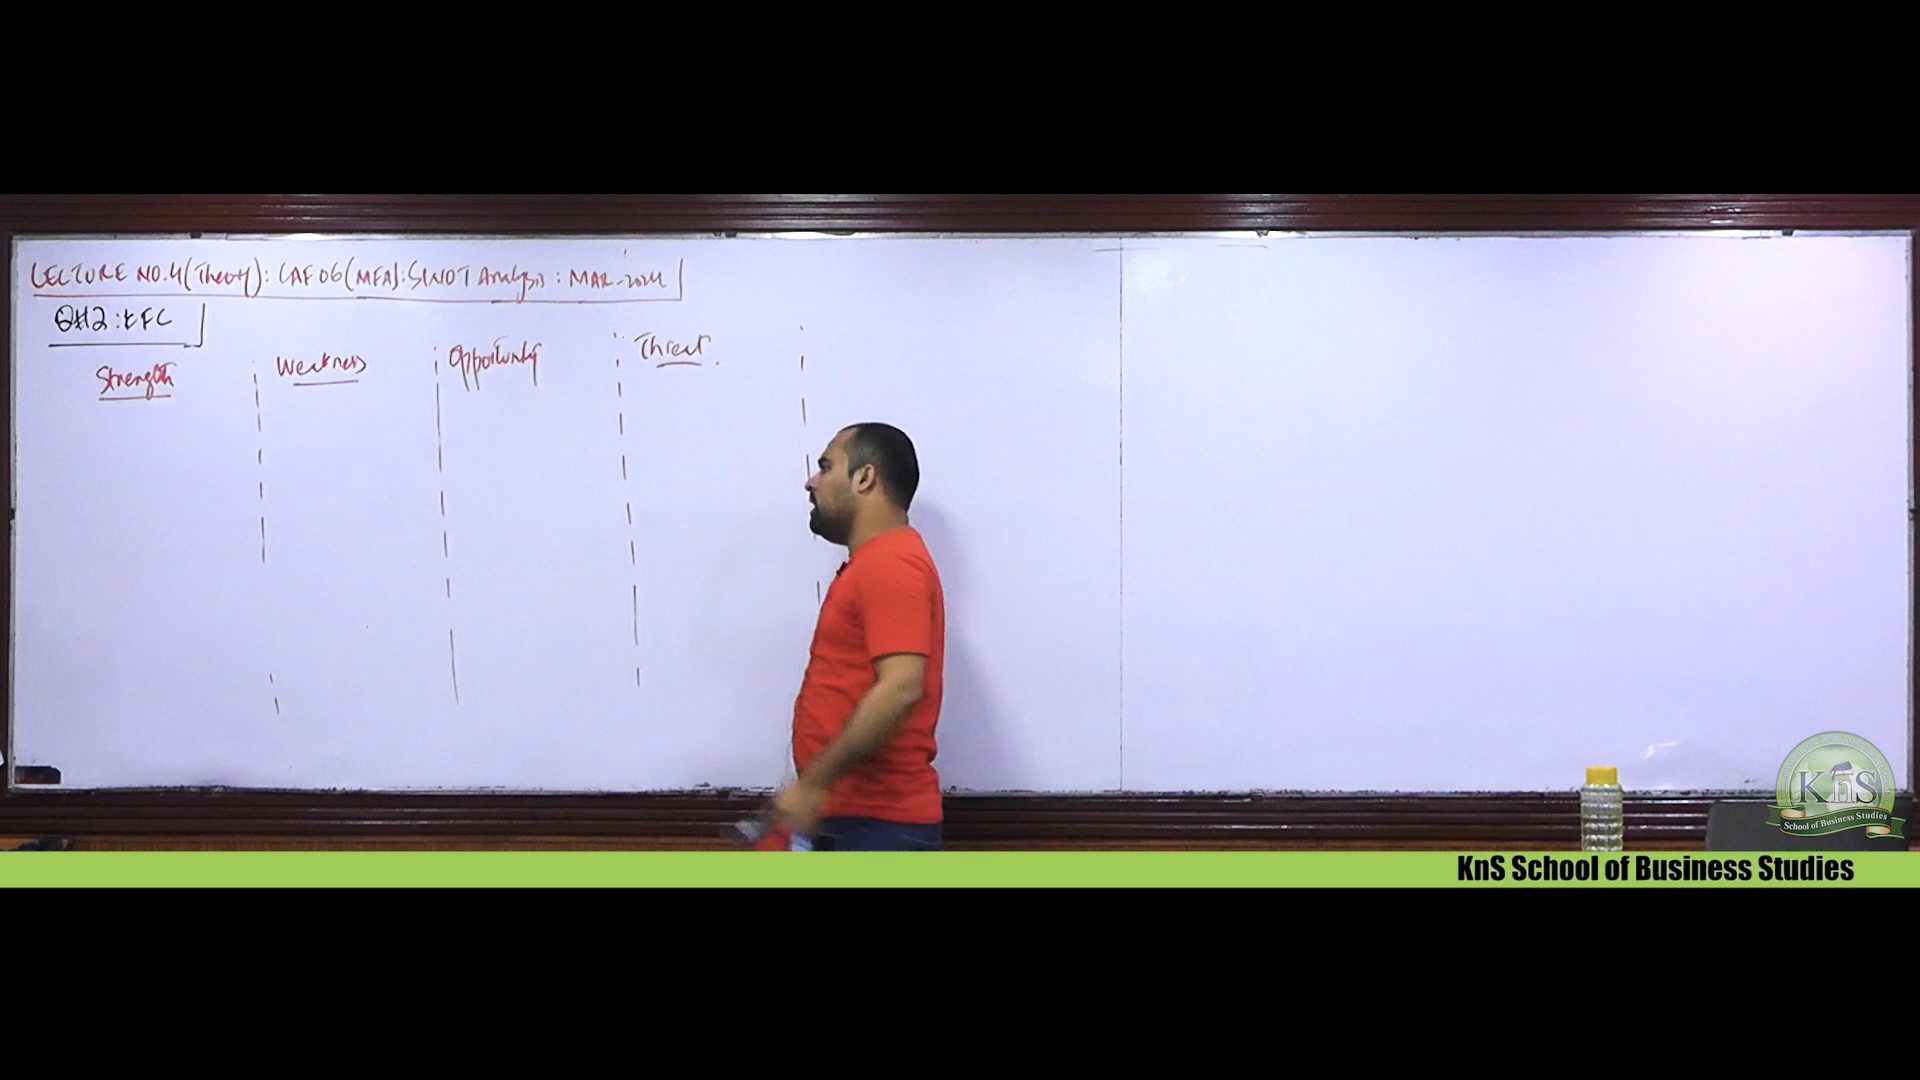 LECTURE NO.4(Theory): CAF 06(MFA):SWOT Analysis: MAR-2024
Q#2:EFC
Strength
Weakness
Opportunity
Threat
KnS
School of Business Studies
KnS School of Business Studies